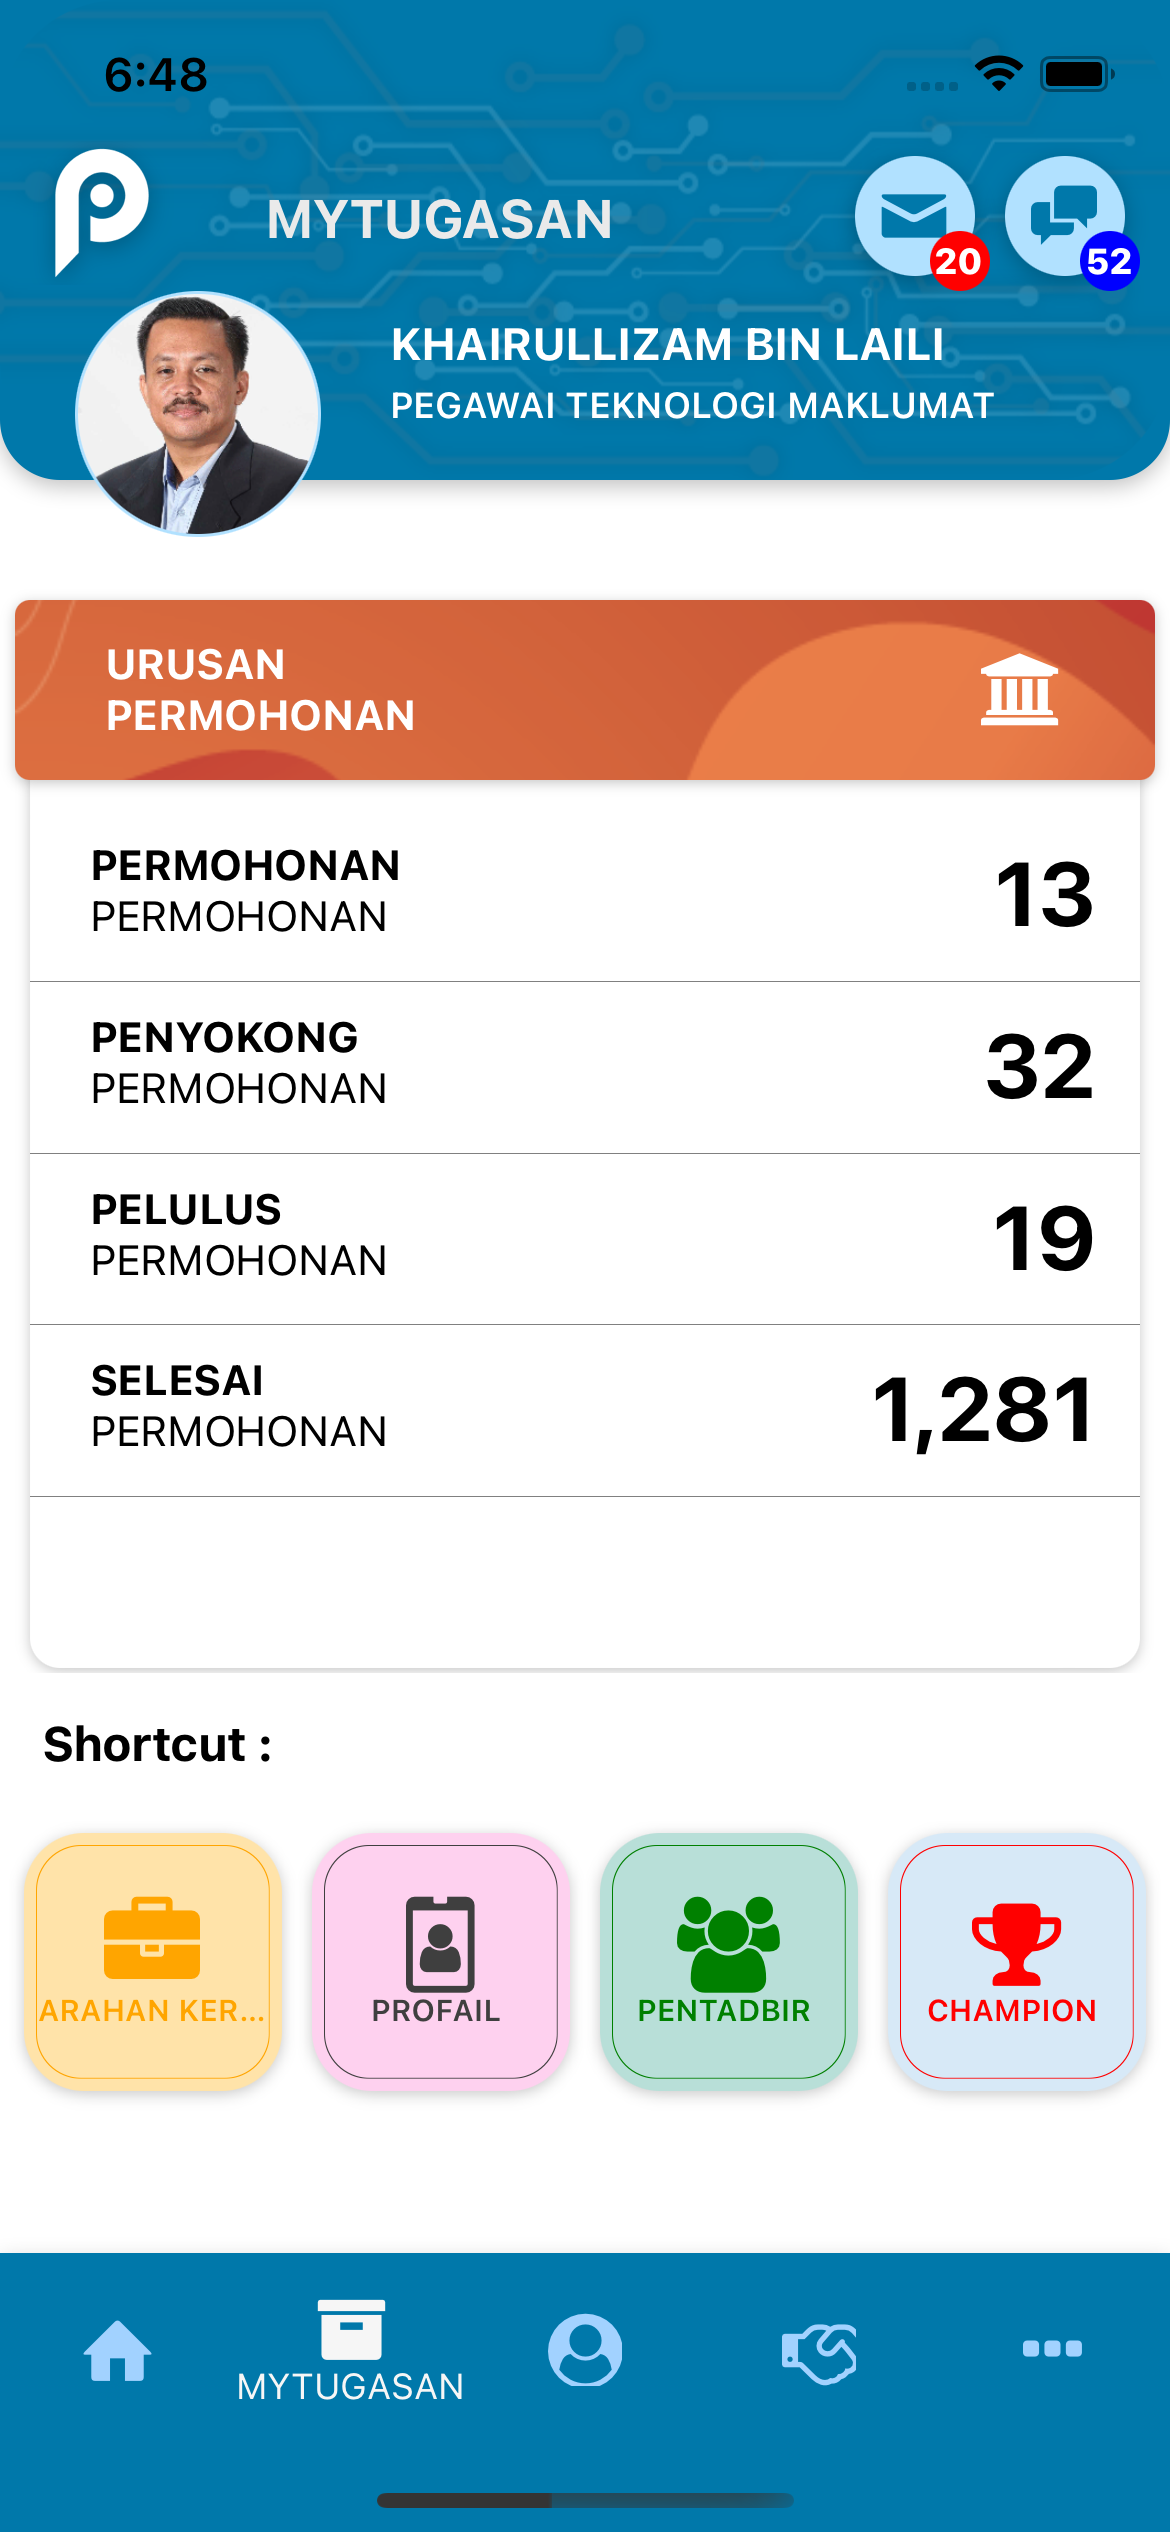 6:48
MYTUGASAN
20
52
KHAIRULLIZAM BIN LAILI
PEGAWAI TEKNOLOGI MAKLUMAT
URUSAN
PERMOHONAN
PERMOHONAN
PERMOHONAN
13
PENYOKONG
PERMOHONAN
32
PELULUS
PERMOHONAN
19
SELESAI
PERMOHONAN
1,281
Shortcut :
ARAHAN KER...
PROFAIL
PENTADBIR
CHAMPION
MYTUGASAN